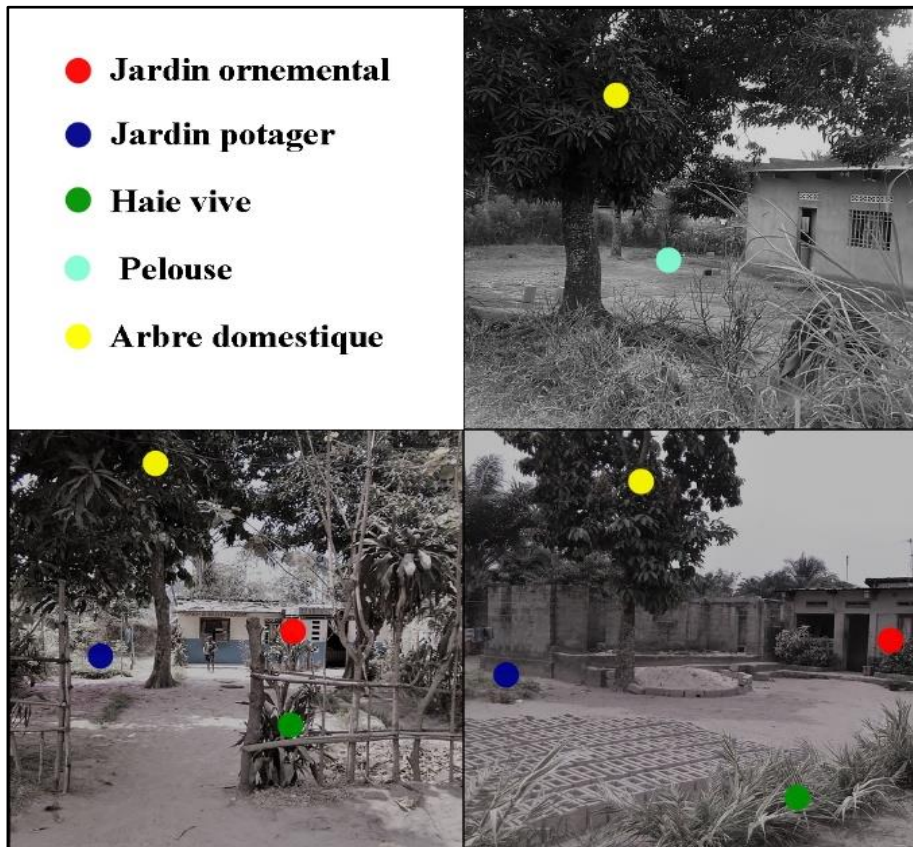 Jardin ornemental
Jardin potager
Haie vive
Pelouse
Arbre domestique